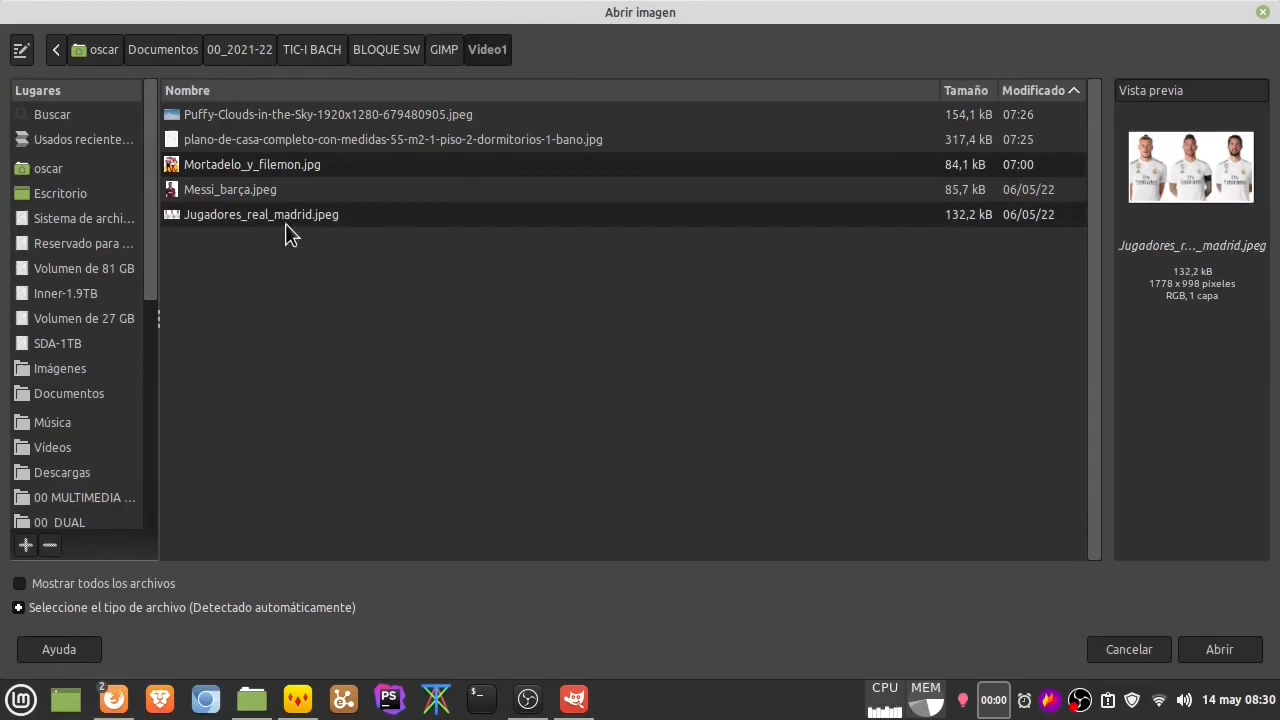 Abrir imagen
oscar Documentos 00_2021-22 TIC-I BACH BLOQUE SW GIMP Video1
Lugares
Buscar
Usados reciente...
oscar
Escritorio
Sistema de archi...
Reservado para ...
Volumen de 81 GB
Inner-1.9TB
Volumen de 27 GB
SDA-1TB
Imágenes
Documentos
Música
Vídeos
Descargas
00 MULTIMEDIA ...
00_DUAL
Nombre Tamaño Modificado
Puffy-Clouds-in-the-Sky-1920x1280-679480905.jpeg 154,1 kB 07:26
plano-de-casa-completo-con-medidas-55-m2-1-piso-2-dormitorios-1-bano.jpg 317,4 kB 07:25
Mortadelo_y_filemon.jpg 84,1 kB 07:00
Messi_barça.jpeg 85,7 kB 06/05/22
Jugadores_real_madrid.jpeg 132,2 kB 06/05/22
Vista previa
Jugadores_r..._madrid.jpeg
132,2 kB
1778 x 998 píxeles
RGB, 1 capa
Mostrar todos los archivos
Seleccione el tipo de archivo (Detectado automáticamente)
Ayuda Cancelar Abrir
2 PS CPU MEM 00:00 14 may 08:30